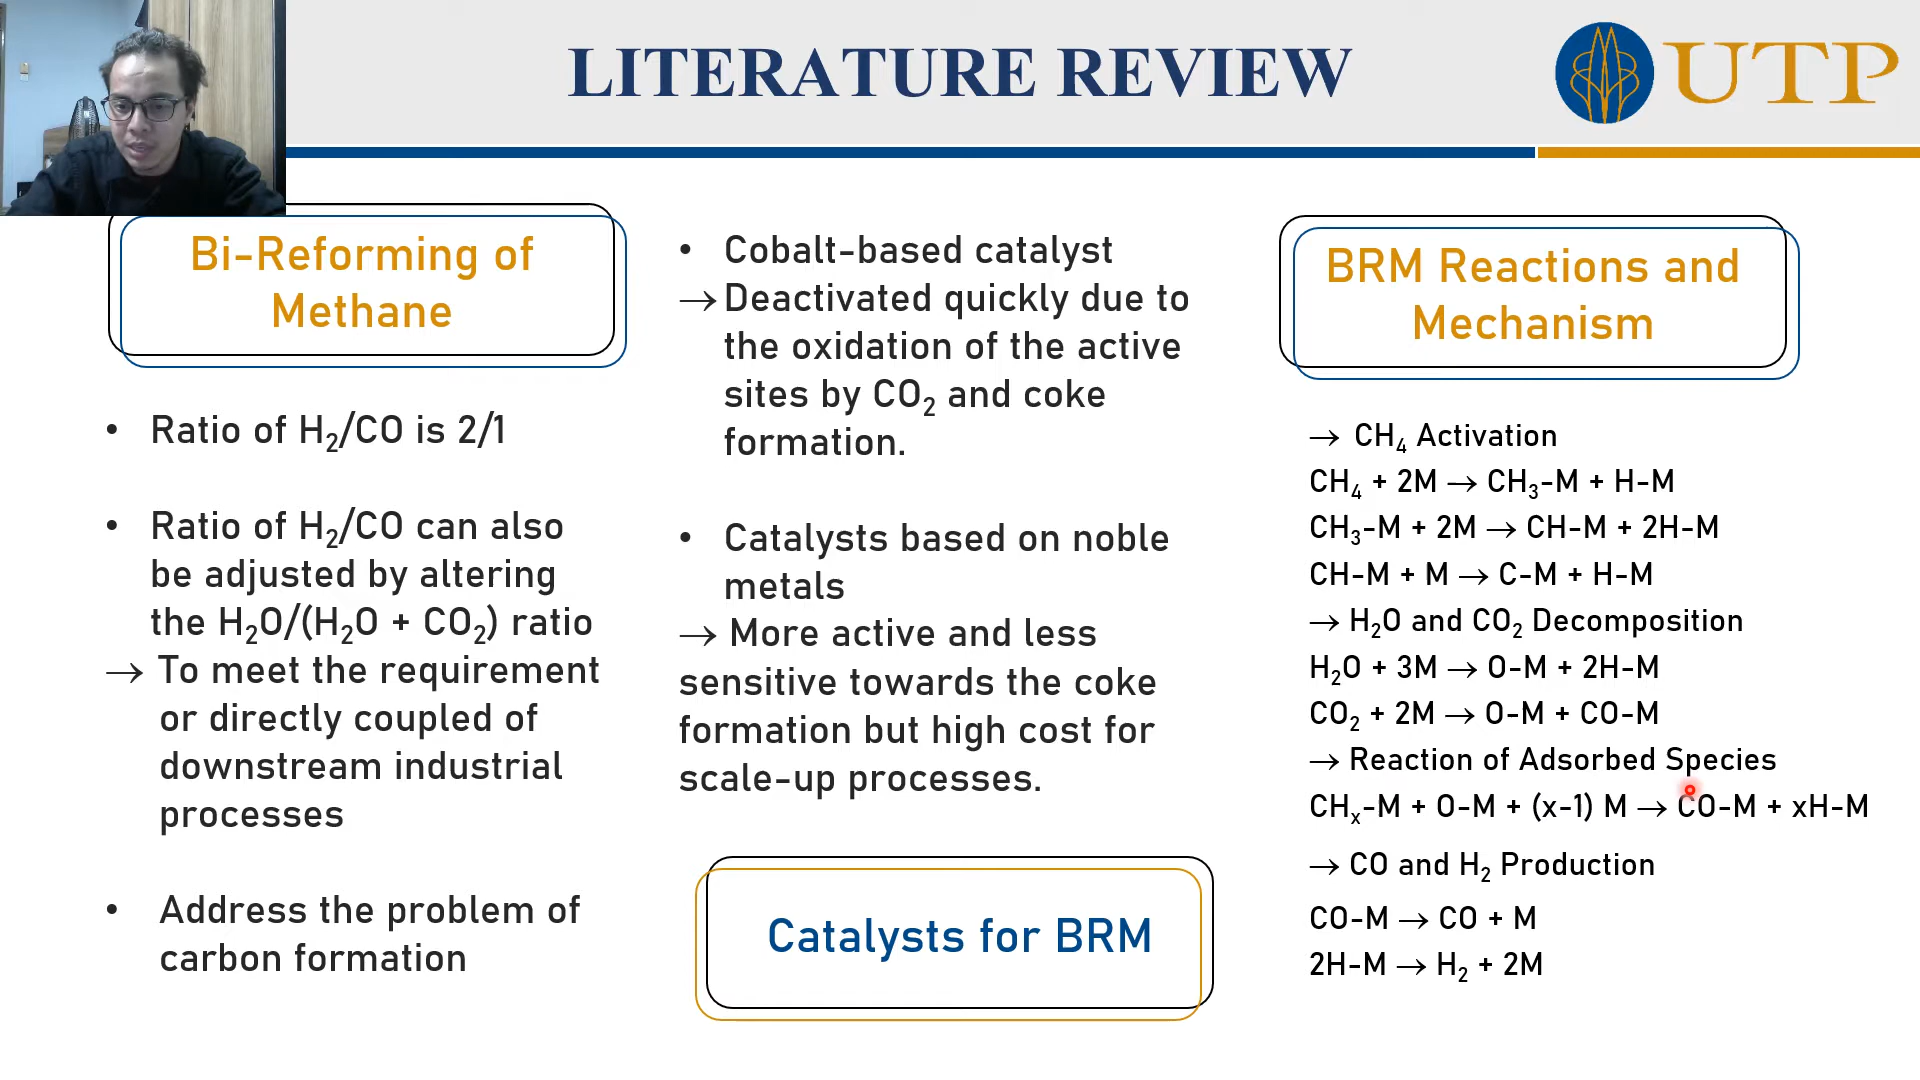 LITERATURE REVIEW
UTP
Bi-Reforming of
Methane
• Ratio of H₂/CO is 2/1
• Ratio of H₂/CO can also
be adjusted by altering
the H₂O/(H₂O + CO₂) ratio
→ To meet the requirement
or directly coupled of
downstream industrial
processes
• Address the problem of
carbon formation
• Cobalt-based catalyst
→ Deactivated quickly due to
the oxidation of the active
sites by CO₂ and coke
formation.
• Catalysts based on noble
metals
→ More active and less
sensitive towards the coke
formation but high cost for
scale-up processes.
Catalysts for BRM
BRM Reactions and
Mechanism
→ CH₄ Activation
CH₄ + 2M → CH₃-M + H-M
CH₃-M + 2M → CH-M + 2H-M
CH-M + M → C-M + H-M
→ H₂O and CO₂ Decomposition
H₂O + 3M → O-M + 2H-M
CO₂ + 2M → O-M + CO-M
→ Reaction of Adsorbed Species
CHₓ-M + O-M + (x-1) M → CO-M + xH-M
→ CO and H₂ Production
CO-M → CO + M
2H-M → H₂ + 2M